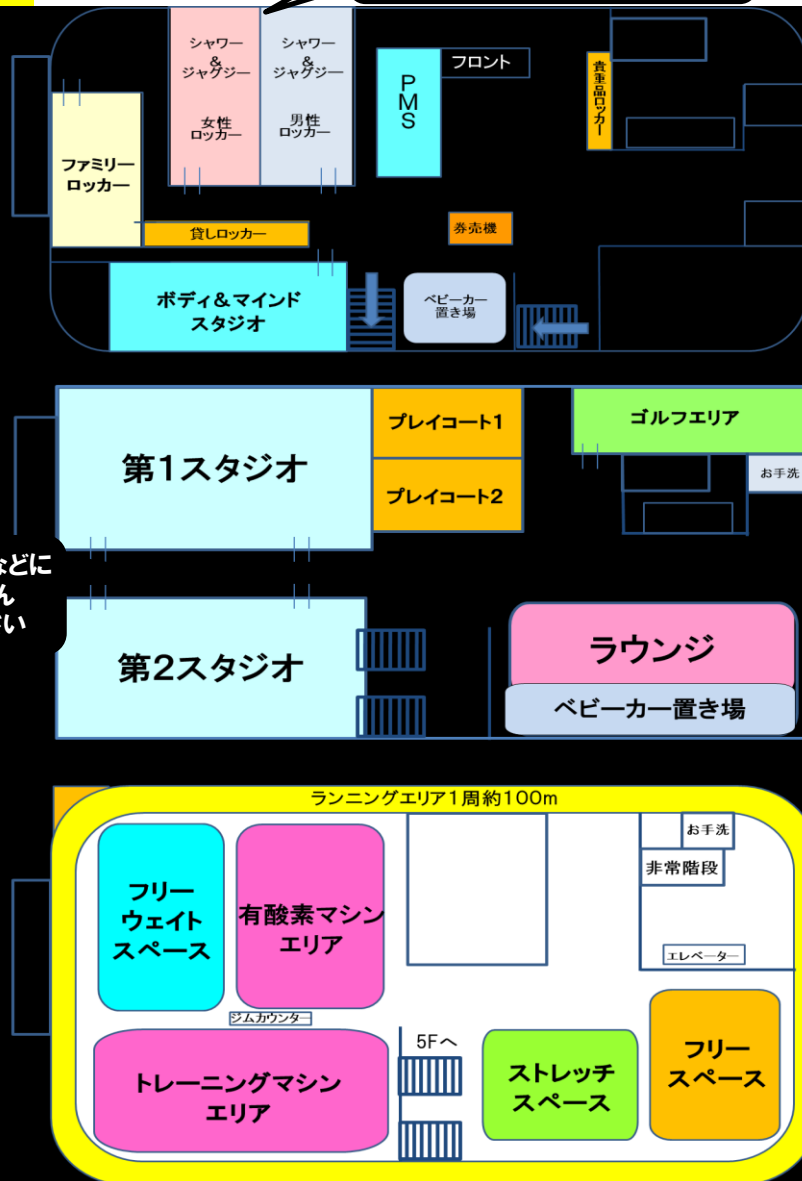 シャワー
&
ジャグジー
女性
ロッカー
シャワー
&
ジャグジー
男性
ロッカー
PMS
フロント
貴重品ロッカー
ファミリー
ロッカー
貸しロッカー
券売機
ボディ&マインド
スタジオ
ベビーカー
置き場
第1スタジオ
プレイコート1
プレイコート2
ゴルフエリア
お手洗
などに
ん
さい
第2スタジオ
ラウンジ
ベビーカー置き場
ランニングエリア1周約100m
フリー
ウェイト
スペース
有酸素マシン
エリア
お手洗
非常階段
エレベーター
ジムカウンター
トレーニングマシン
エリア
5Fへ
ストレッチ
スペース
フリー
スペース